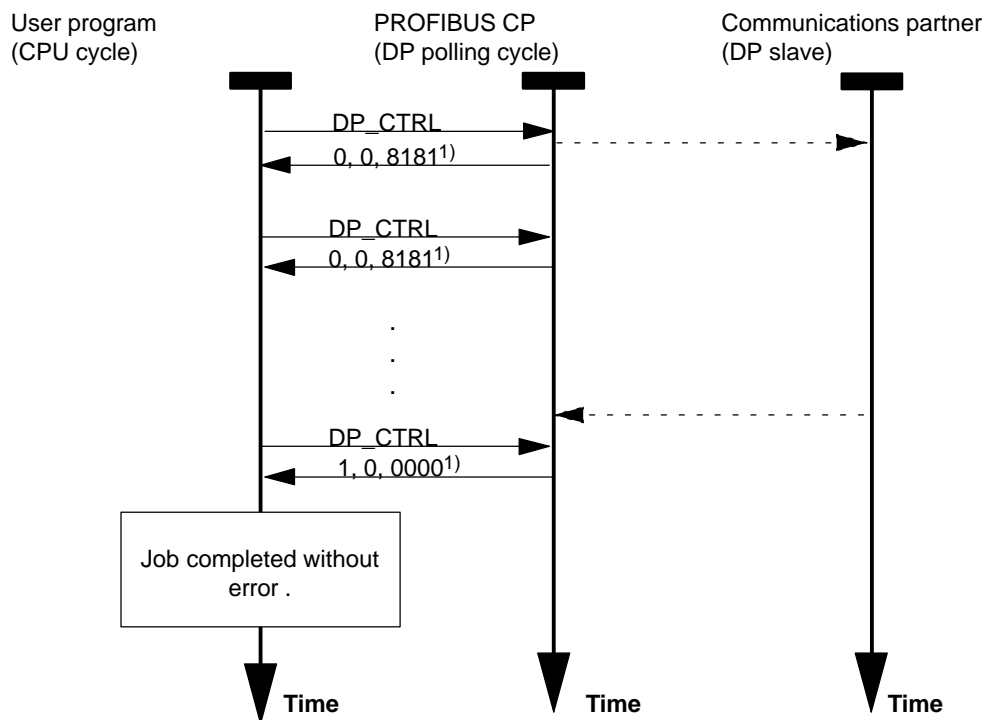 User program
(CPU cycle)
PROFIBUS CP
(DP polling cycle)
Communications partner
(DP slave)
DP_CTRL
0, 0, 8181¹⁾
DP_CTRL
0, 0, 8181¹⁾
.
.
.
DP_CTRL
1, 0, 0000¹⁾
Job completed without
error .
Time
Time
Time